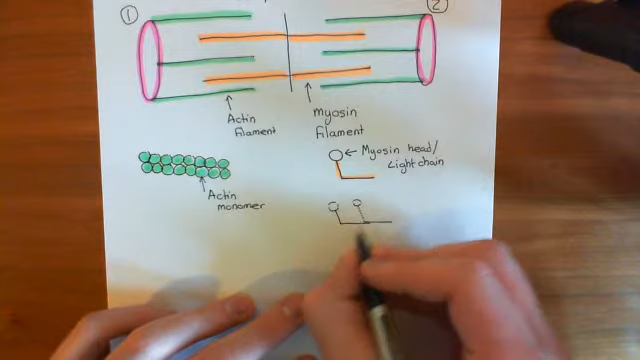 1
2
Actin
Filament
Myosin
Filament
Myosin head/
Light chain
Actin
monomer